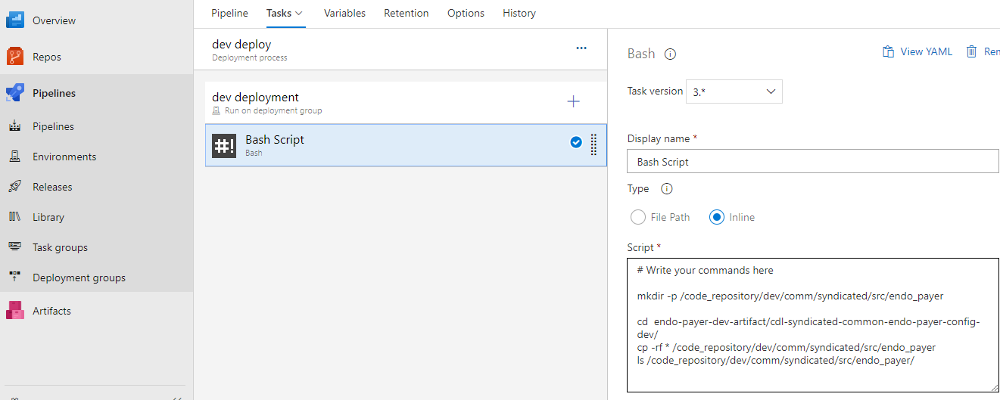 Overview
Repos
Pipelines
Pipelines
Environments
Releases
Library
Task groups
Deployment groups
Artifacts
Pipeline Tasks Variables Retention Options History
dev deploy
Deployment process
...
dev deployment
Run on deployment group
#! Bash Script
Bash
Bash
View YAML
Task version 3.*
Display name *
Bash Script
Type
File Path Inline
Script *
# Write your commands here
mkdir -p /code_repository/dev/comm/syndicated/src/endo_payer
cd  endo-payer-dev-artifact/cdl-syndicated-common-endo-payer-config-
dev/
cp -rf * /code_repository/dev/comm/syndicated/src/endo_payer
ls /code_repository/dev/comm/syndicated/src/endo_payer/